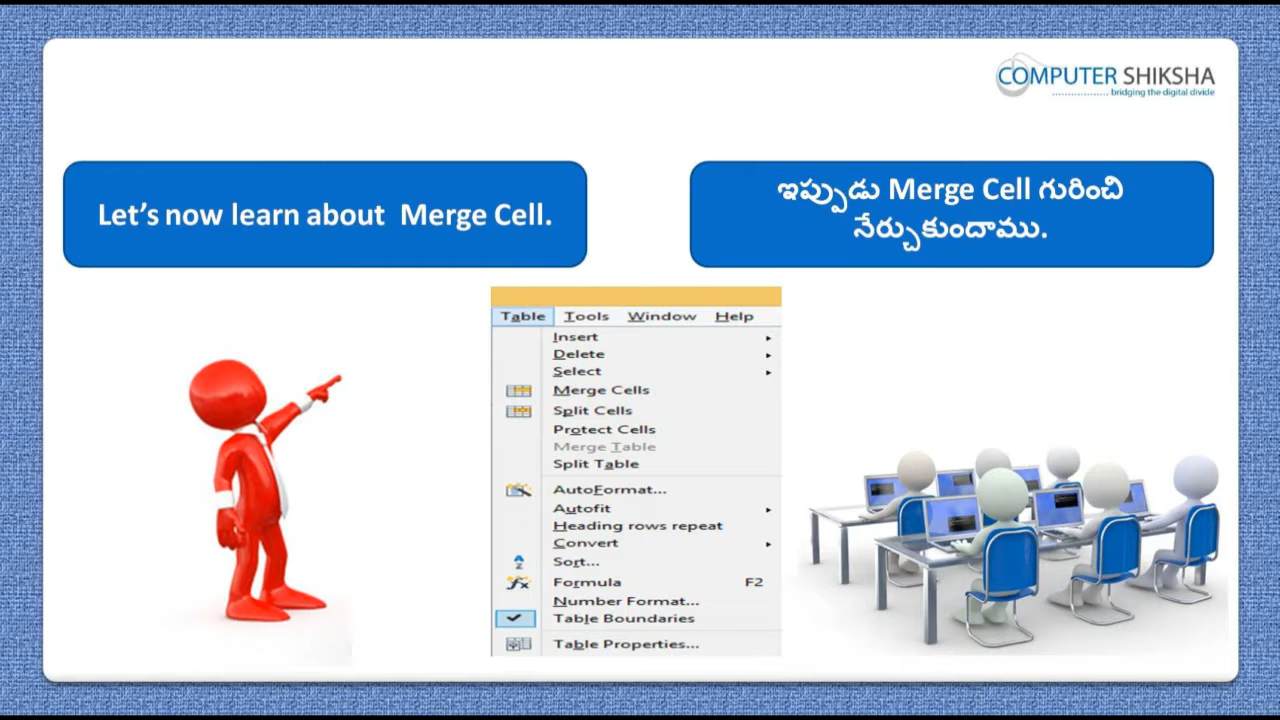 COMPUTER SHIKSHA
.................. bridging the digital divide
Let's now learn about Merge Cell.
ఇప్పుడు Merge Cell గురించి
నేర్చుకుందాము.
Table Tools Window Help
Insert
Delete
Select
Merge Cells
Split Cells
Protect Cells
Merge Table
Split Table
AutoFormat...
Autofit
Heading rows repeat
Convert
Sort...
Formula F2
Number Format...
Table Boundaries
Table Properties...